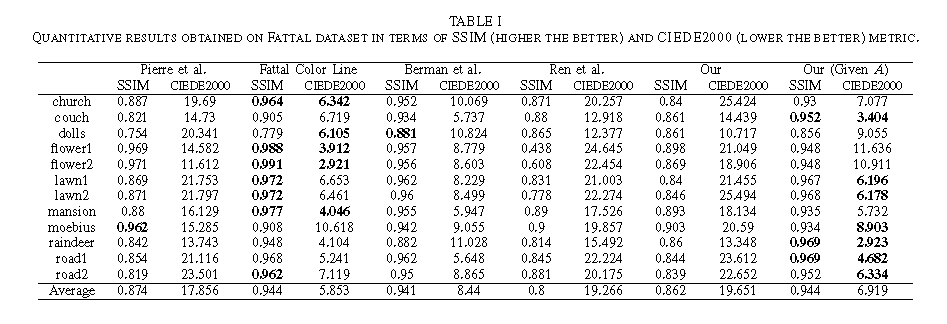 TABLE I
QUANTITATIVE RESULTS OBTAINED ON FATTAL DATASET IN TERMS OF SSIM (HIGHER THE BETTER) AND CIEDE2000 (LOWER THE BETTER) METRIC.
Pierre et al. Fattal Color Line Berman et al. Ren et al. Our Our (Given A)
SSIM CIEDE2000 SSIM CIEDE2000 SSIM CIEDE2000 SSIM CIEDE2000 SSIM CIEDE2000 SSIM CIEDE2000
church 0.887 19.69 0.964 6.342 0.952 10.069 0.871 20.257 0.84 25.424 0.93 7.077
couch 0.821 14.73 0.905 6.719 0.934 5.737 0.88 12.918 0.861 14.439 0.952 3.404
dolls 0.754 20.341 0.779 6.105 0.881 10.824 0.865 12.377 0.861 10.717 0.856 9.055
flower1 0.969 14.582 0.988 3.912 0.957 8.779 0.438 24.645 0.898 21.049 0.948 11.636
flower2 0.971 11.612 0.991 2.921 0.956 8.603 0.608 22.454 0.869 18.906 0.948 10.911
lawn1 0.869 21.753 0.972 6.653 0.962 8.229 0.831 21.003 0.84 21.455 0.967 6.196
lawn2 0.871 21.797 0.972 6.461 0.96 8.499 0.778 22.274 0.846 25.494 0.968 6.178
mansion 0.88 16.129 0.977 4.046 0.955 5.947 0.89 17.526 0.893 18.134 0.935 5.732
moebius 0.962 15.285 0.908 10.618 0.942 9.055 0.9 19.857 0.903 20.59 0.934 8.903
raindeer 0.842 13.743 0.948 4.104 0.882 11.028 0.814 15.492 0.86 13.348 0.969 2.923
road1 0.854 21.116 0.968 5.241 0.962 5.648 0.845 22.224 0.844 23.612 0.969 4.682
road2 0.819 23.501 0.962 7.119 0.95 8.865 0.881 20.175 0.839 22.652 0.952 6.334
Average 0.874 17.856 0.944 5.853 0.941 8.44 0.8 19.266 0.862 19.651 0.944 6.919